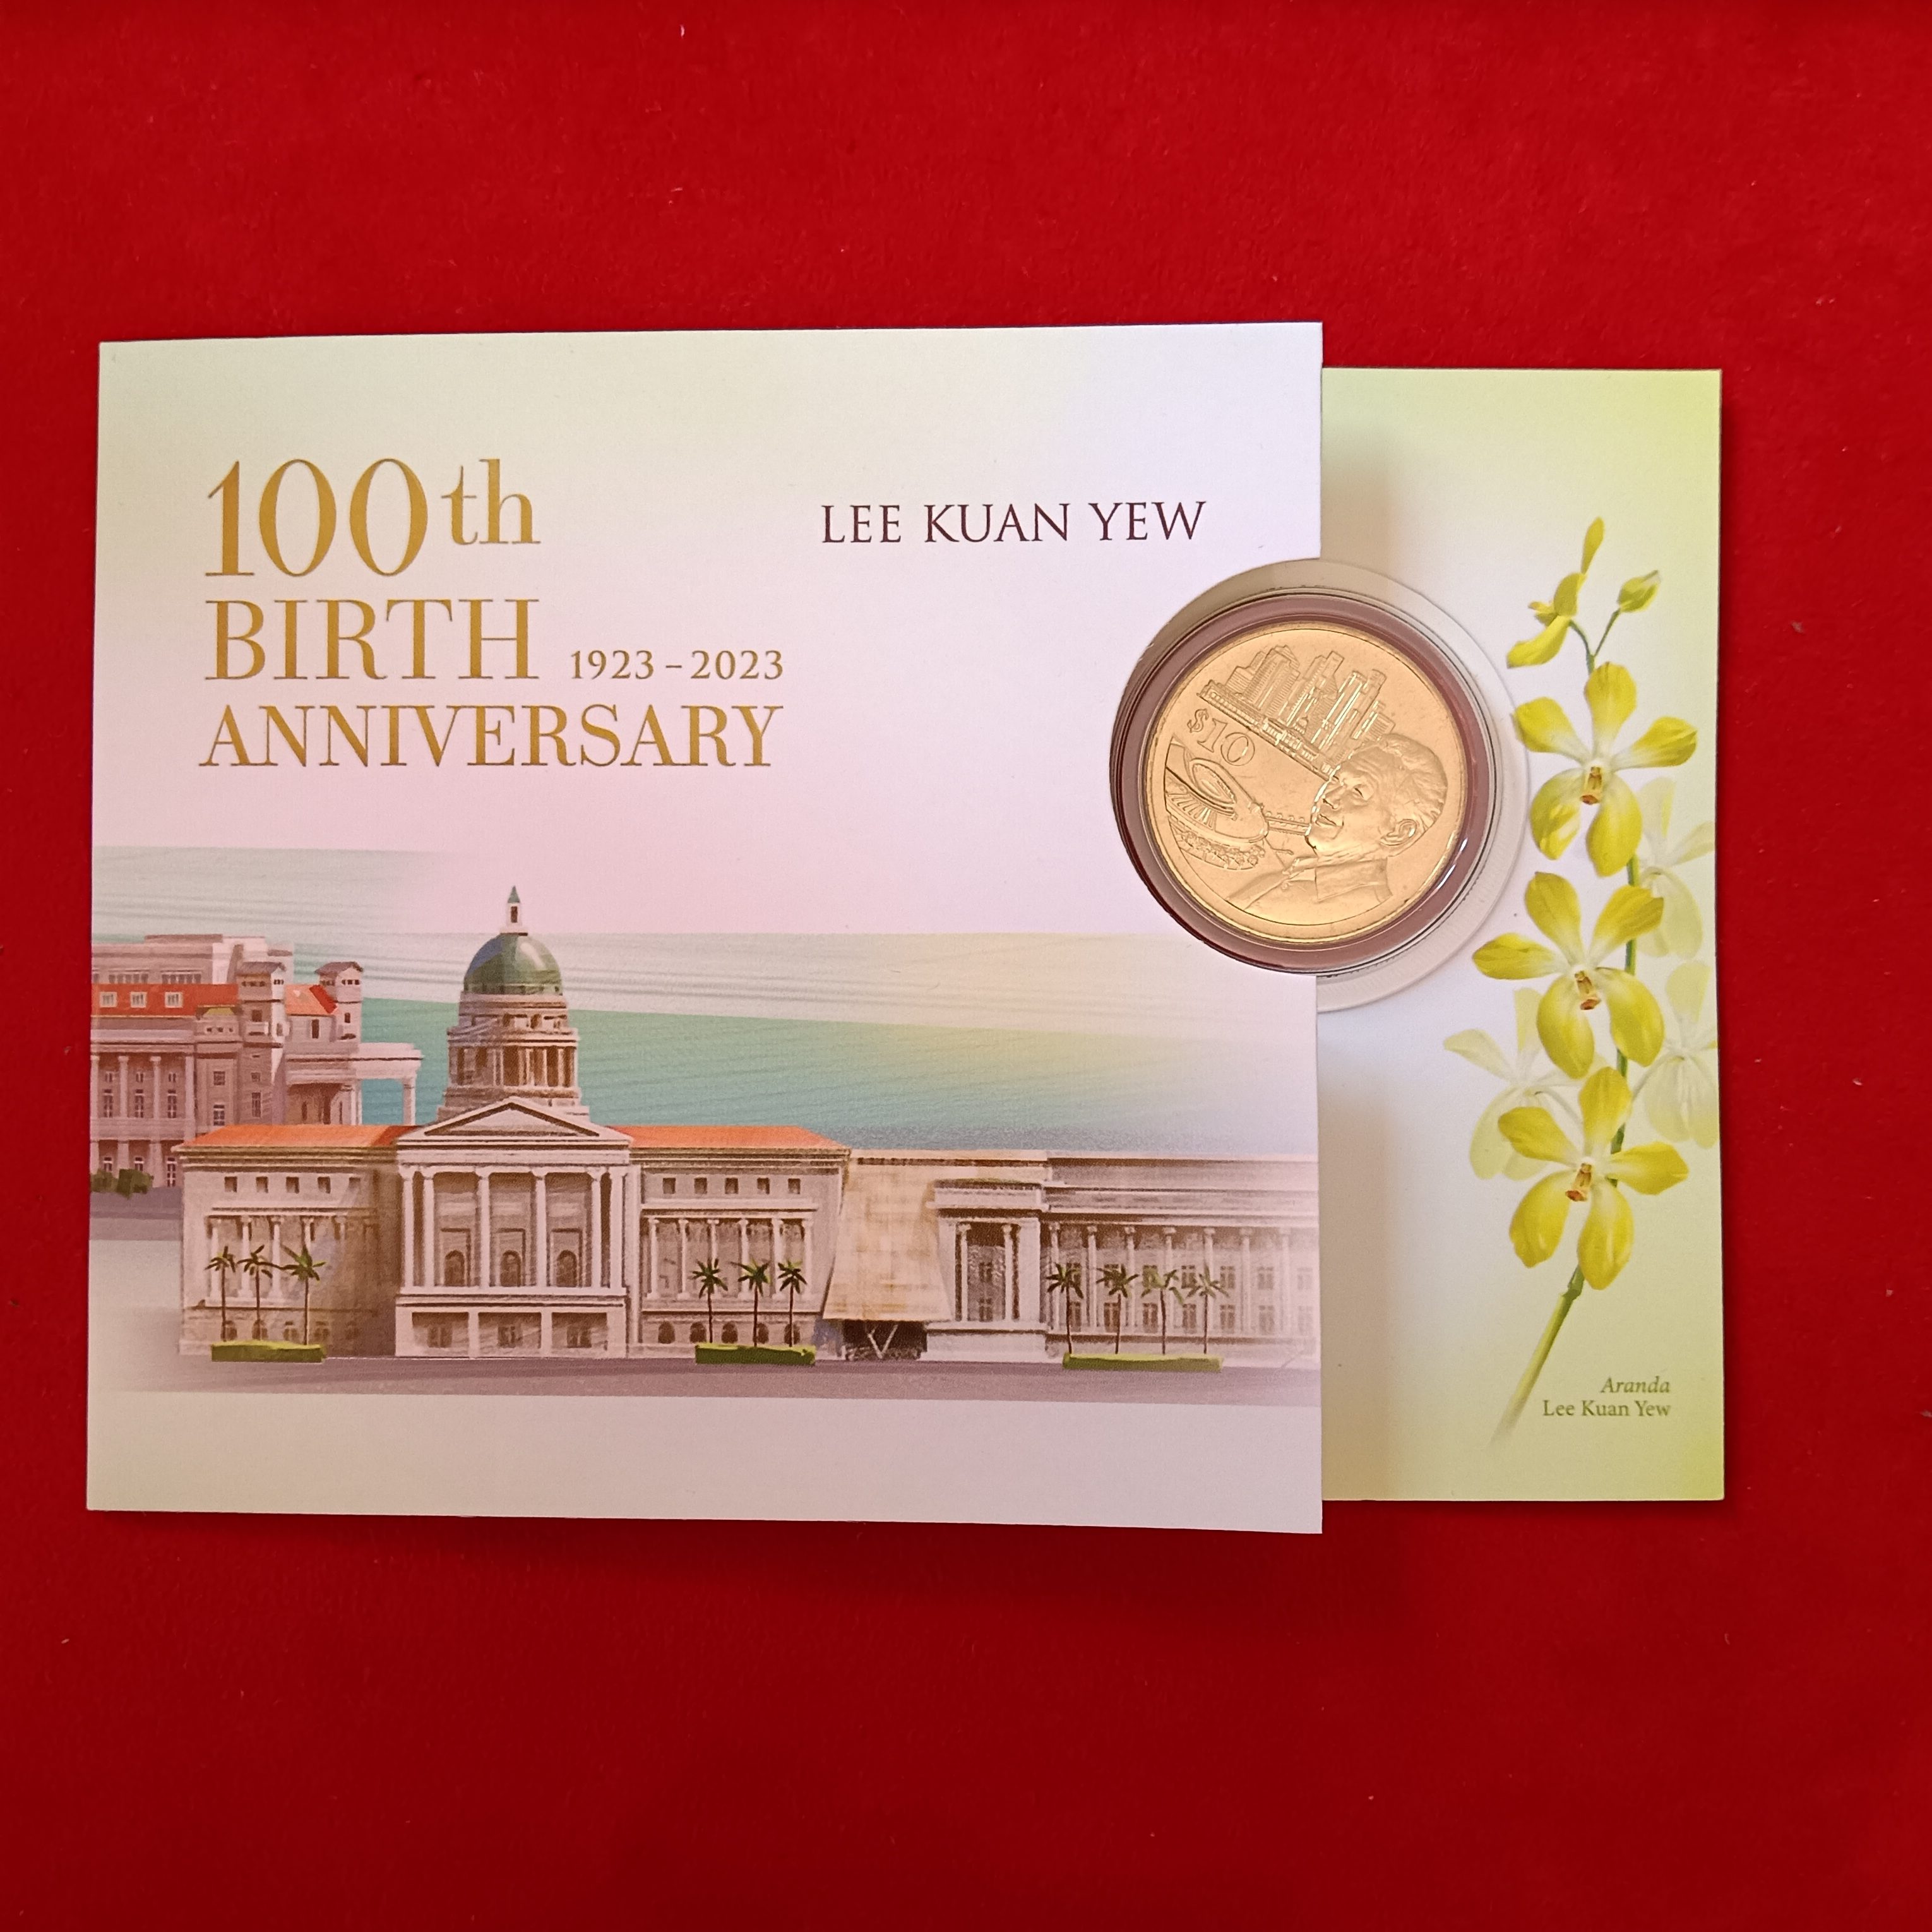 100th
BIRTH 1923 – 2023
ANNIVERSARY
LEE KUAN YEW
$10
Aranda
Lee Kuan Yew